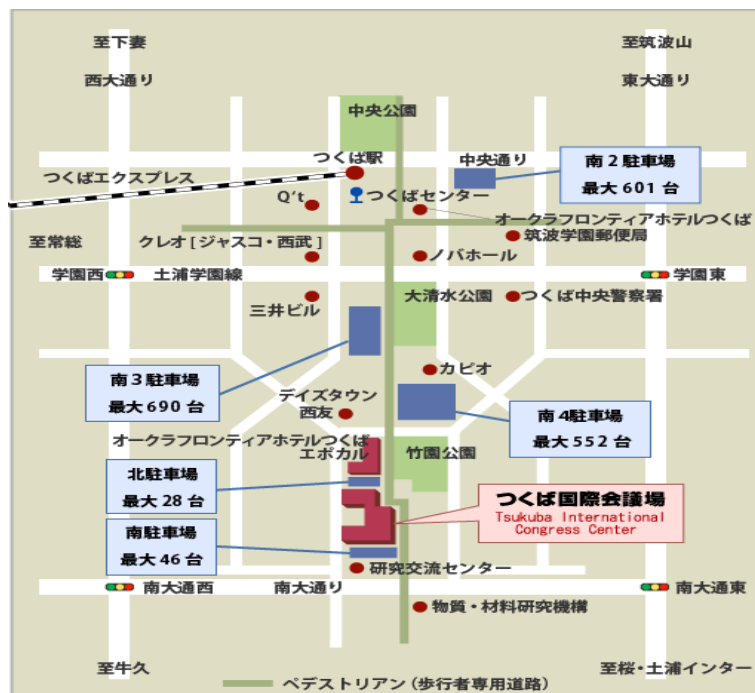 至下妻
至筑波山
西大通り
東大通り
中央公園
つくば駅
中央通り
南２駐車場
最大 601 台
つくばエクスプレス
Q't
つくばセンター
オークラフロンティアホテルつくば
至常総
クレオ [ジャスコ・西武]
筑波学園郵便局
ノバホール
学園西
土浦学園線
学園東
三井ビル
大清水公園
つくば中央警察署
南３駐車場
最大 690 台
カピオ
デイズタウン
西友
南４駐車場
最大 552 台
オークラフロンティアホテルつくば
エポカル
竹園公園
北駐車場
最大 28 台
つくば国際会議場
Tsukuba International
Congress Center
南駐車場
最大 46 台
研究交流センター
南大通西
南大通り
南大通東
物質・材料研究機構
至牛久
至桜・土浦インター
ペデストリアン（歩行者専用道路）